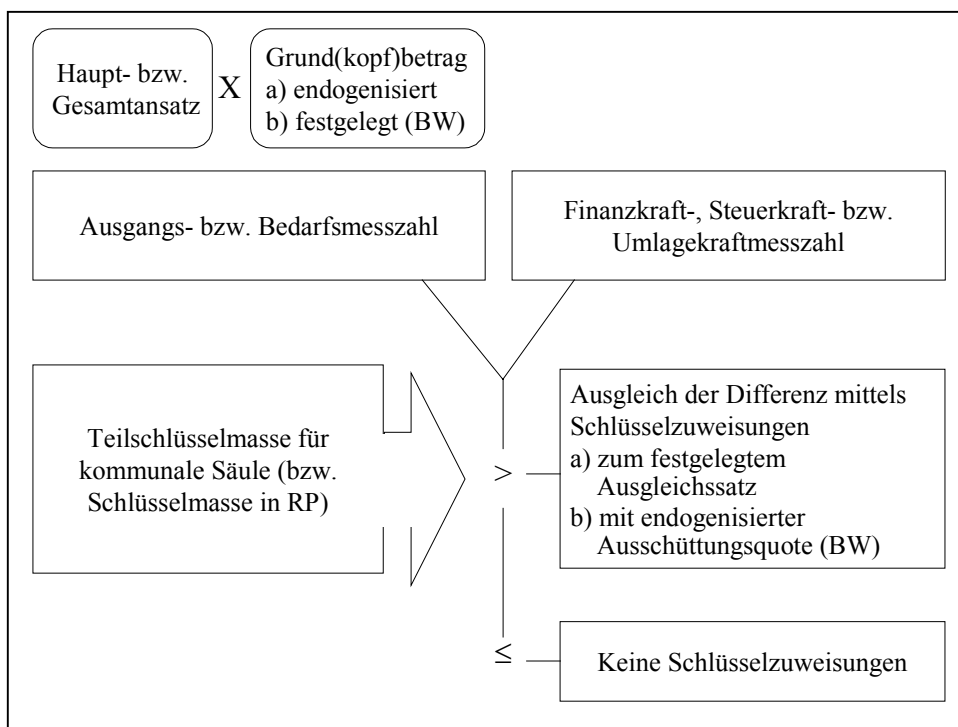 Haupt- bzw.
Gesamtansatz
X
Grund(kopf)betrag
a) endogenisiert
b) festgelegt (BW)
Ausgangs- bzw. Bedarfsmesszahl
Finanzkraft-, Steuerkraft- bzw.
Umlagekraftmesszahl
Teilschlüsselmasse für
kommunale Säule (bzw.
Schlüsselmasse in RP)
>
Ausgleich der Differenz mittels
Schlüsselzuweisungen
a) zum festgelegtem
Ausgleichssatz
b) mit endogenisierter
Ausschüttungsquote (BW)
≤
Keine Schlüsselzuweisungen